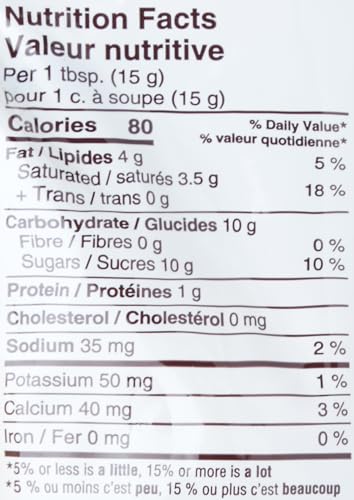 Nutrition Facts
Valeur nutritive
Per 1 tbsp. (15 g)
pour 1 c. à soupe (15 g)
Calories 80
% Daily Value*
% valeur quotidienne*
Fat / Lipides 4 g 5 %
Saturated / saturés 3.5 g
+ Trans / trans 0 g 18 %
Carbohydrate / Glucides 10 g
Fibre / Fibres 0 g 0 %
Sugars / Sucres 10 g 10 %
Protein / Protéines 1 g
Cholesterol / Cholestérol 0 mg
Sodium 35 mg 2 %
Potassium 50 mg 1 %
Calcium 40 mg 3 %
Iron / Fer 0 mg 0 %
*5% or less is a little, 15% or more is a lot
*5 % ou moins c'est peu, 15 % ou plus c'est beaucoup